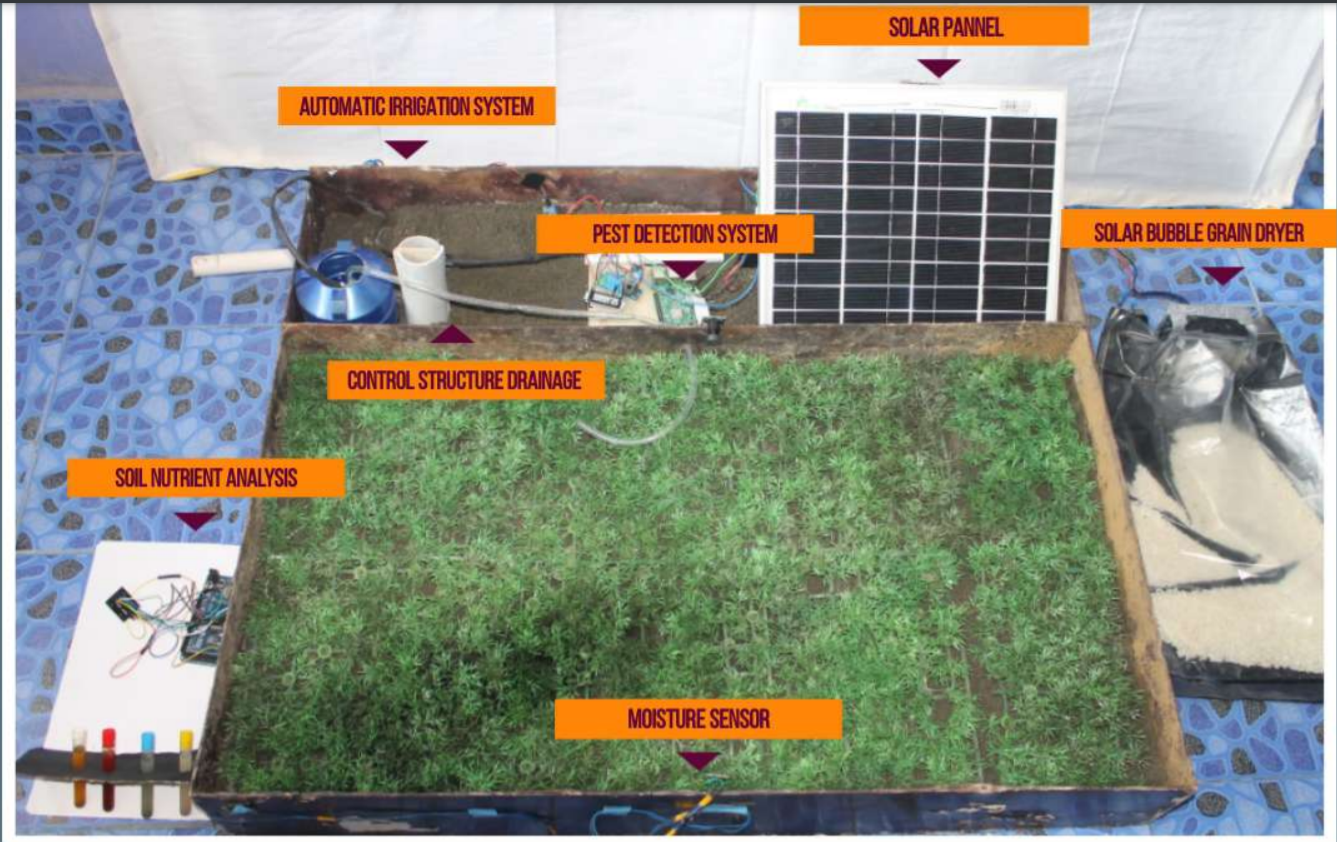 SOLAR PANNEL
AUTOMATIC IRRIGATION SYSTEM
PEST DETECTION SYSTEM
SOLAR BUBBLE GRAIN DRYER
CONTROL STRUCTURE DRAINAGE
SOIL NUTRIENT ANALYSIS
MOISTURE SENSOR